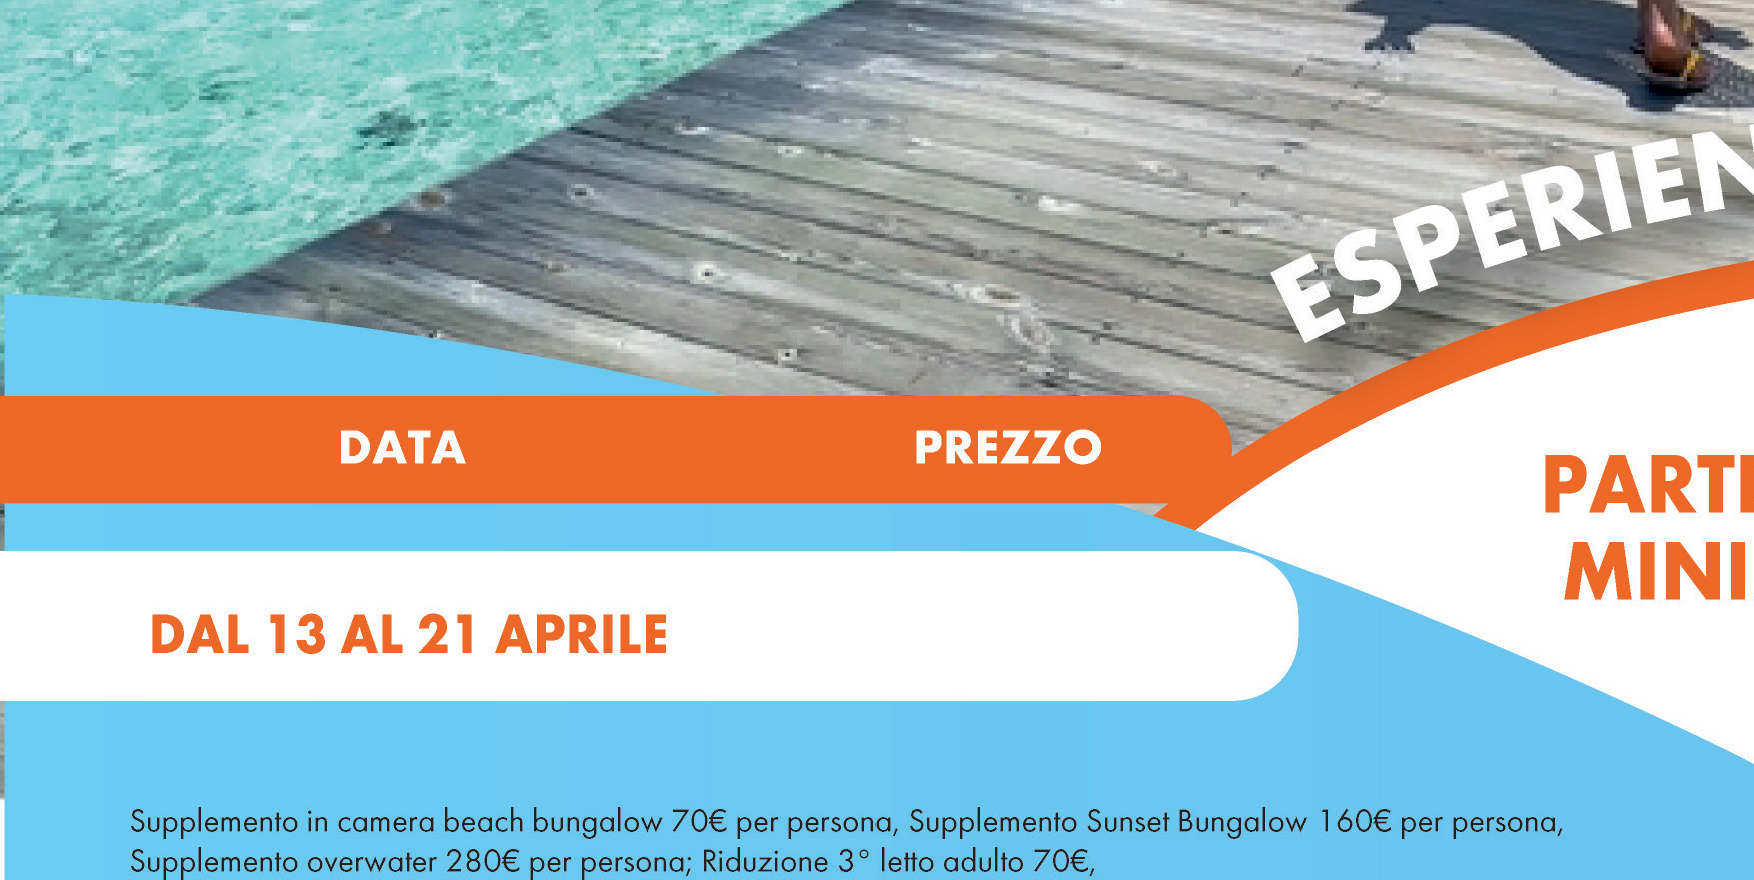 ESPERIEN
DATA PREZZO
PARTI
MINI
DAL 13 AL 21 APRILE
Supplemento in camera beach bungalow 70€ per persona, Supplemento Sunset Bungalow 160€ per persona,
Supplemento overwater 280€ per persona; Riduzione 3° letto adulto 70€,